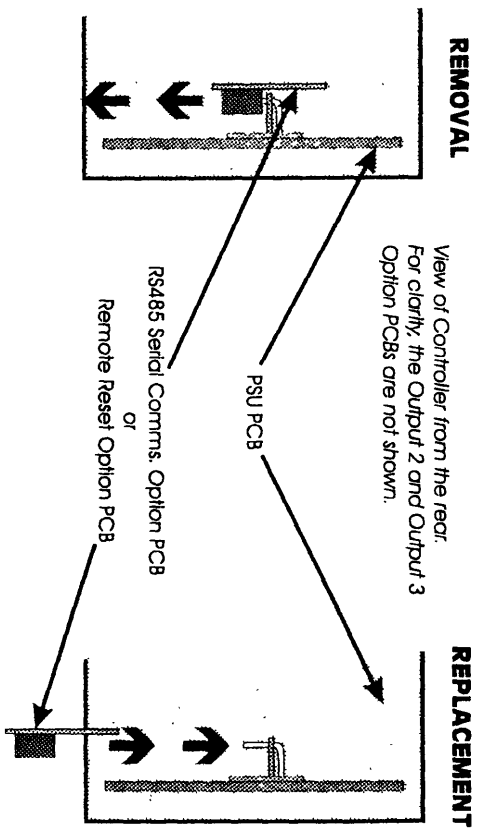 REMOVAL
View of Controller from the rear.
For clarity, the Output 2 and Output 3
Option PCBs are not shown.
REPLACEMENT
PSU PCB
RS485 Serial Comms. Option PCB
or
Remote Reset Option PCB